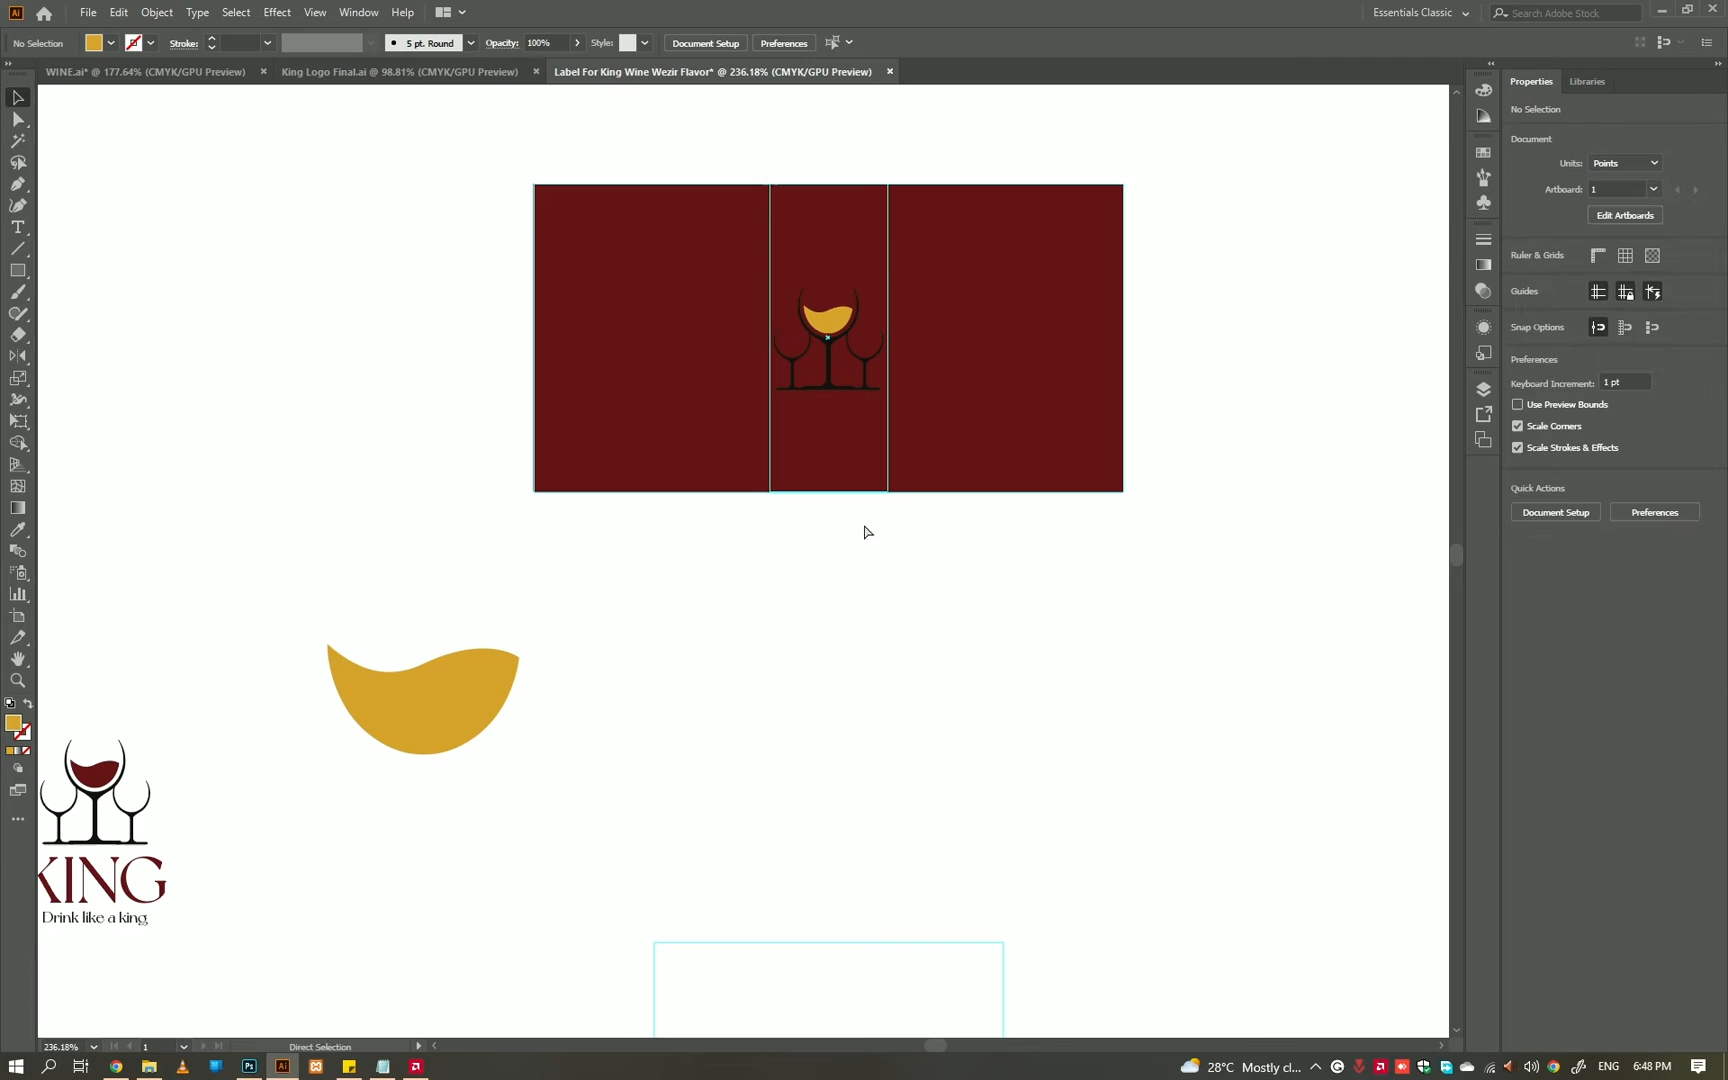 Ai File Edit Object Type Select Effect View Window Help Essentials Classic Search Adobe Stock
No Selection Stroke: 5 pt. Round Opacity: 100% Style: Document Setup Preferences
WINE.ai* @ 177.64% (CMYK/GPU Preview) × King Logo Final.ai @ 98.81% (CMYK/GPU Preview) × Label For King Wine Wezir Flavor* @ 236.18% (CMYK/GPU Preview) ×
Properties Libraries
No Selection
Document
Units: Points
Artboard: 1
Edit Artboards
Ruler & Grids
Guides
Snap Options
Preferences
Keyboard Increment: 1 pt
Use Preview Bounds
Scale Corners
Scale Strokes & Effects
Quick Actions
Document Setup Preferences
KING
Drink like a king
236.18% 1 Direct Selection
Ps Ai 28°C Mostly cl... ENG 6:48 PM